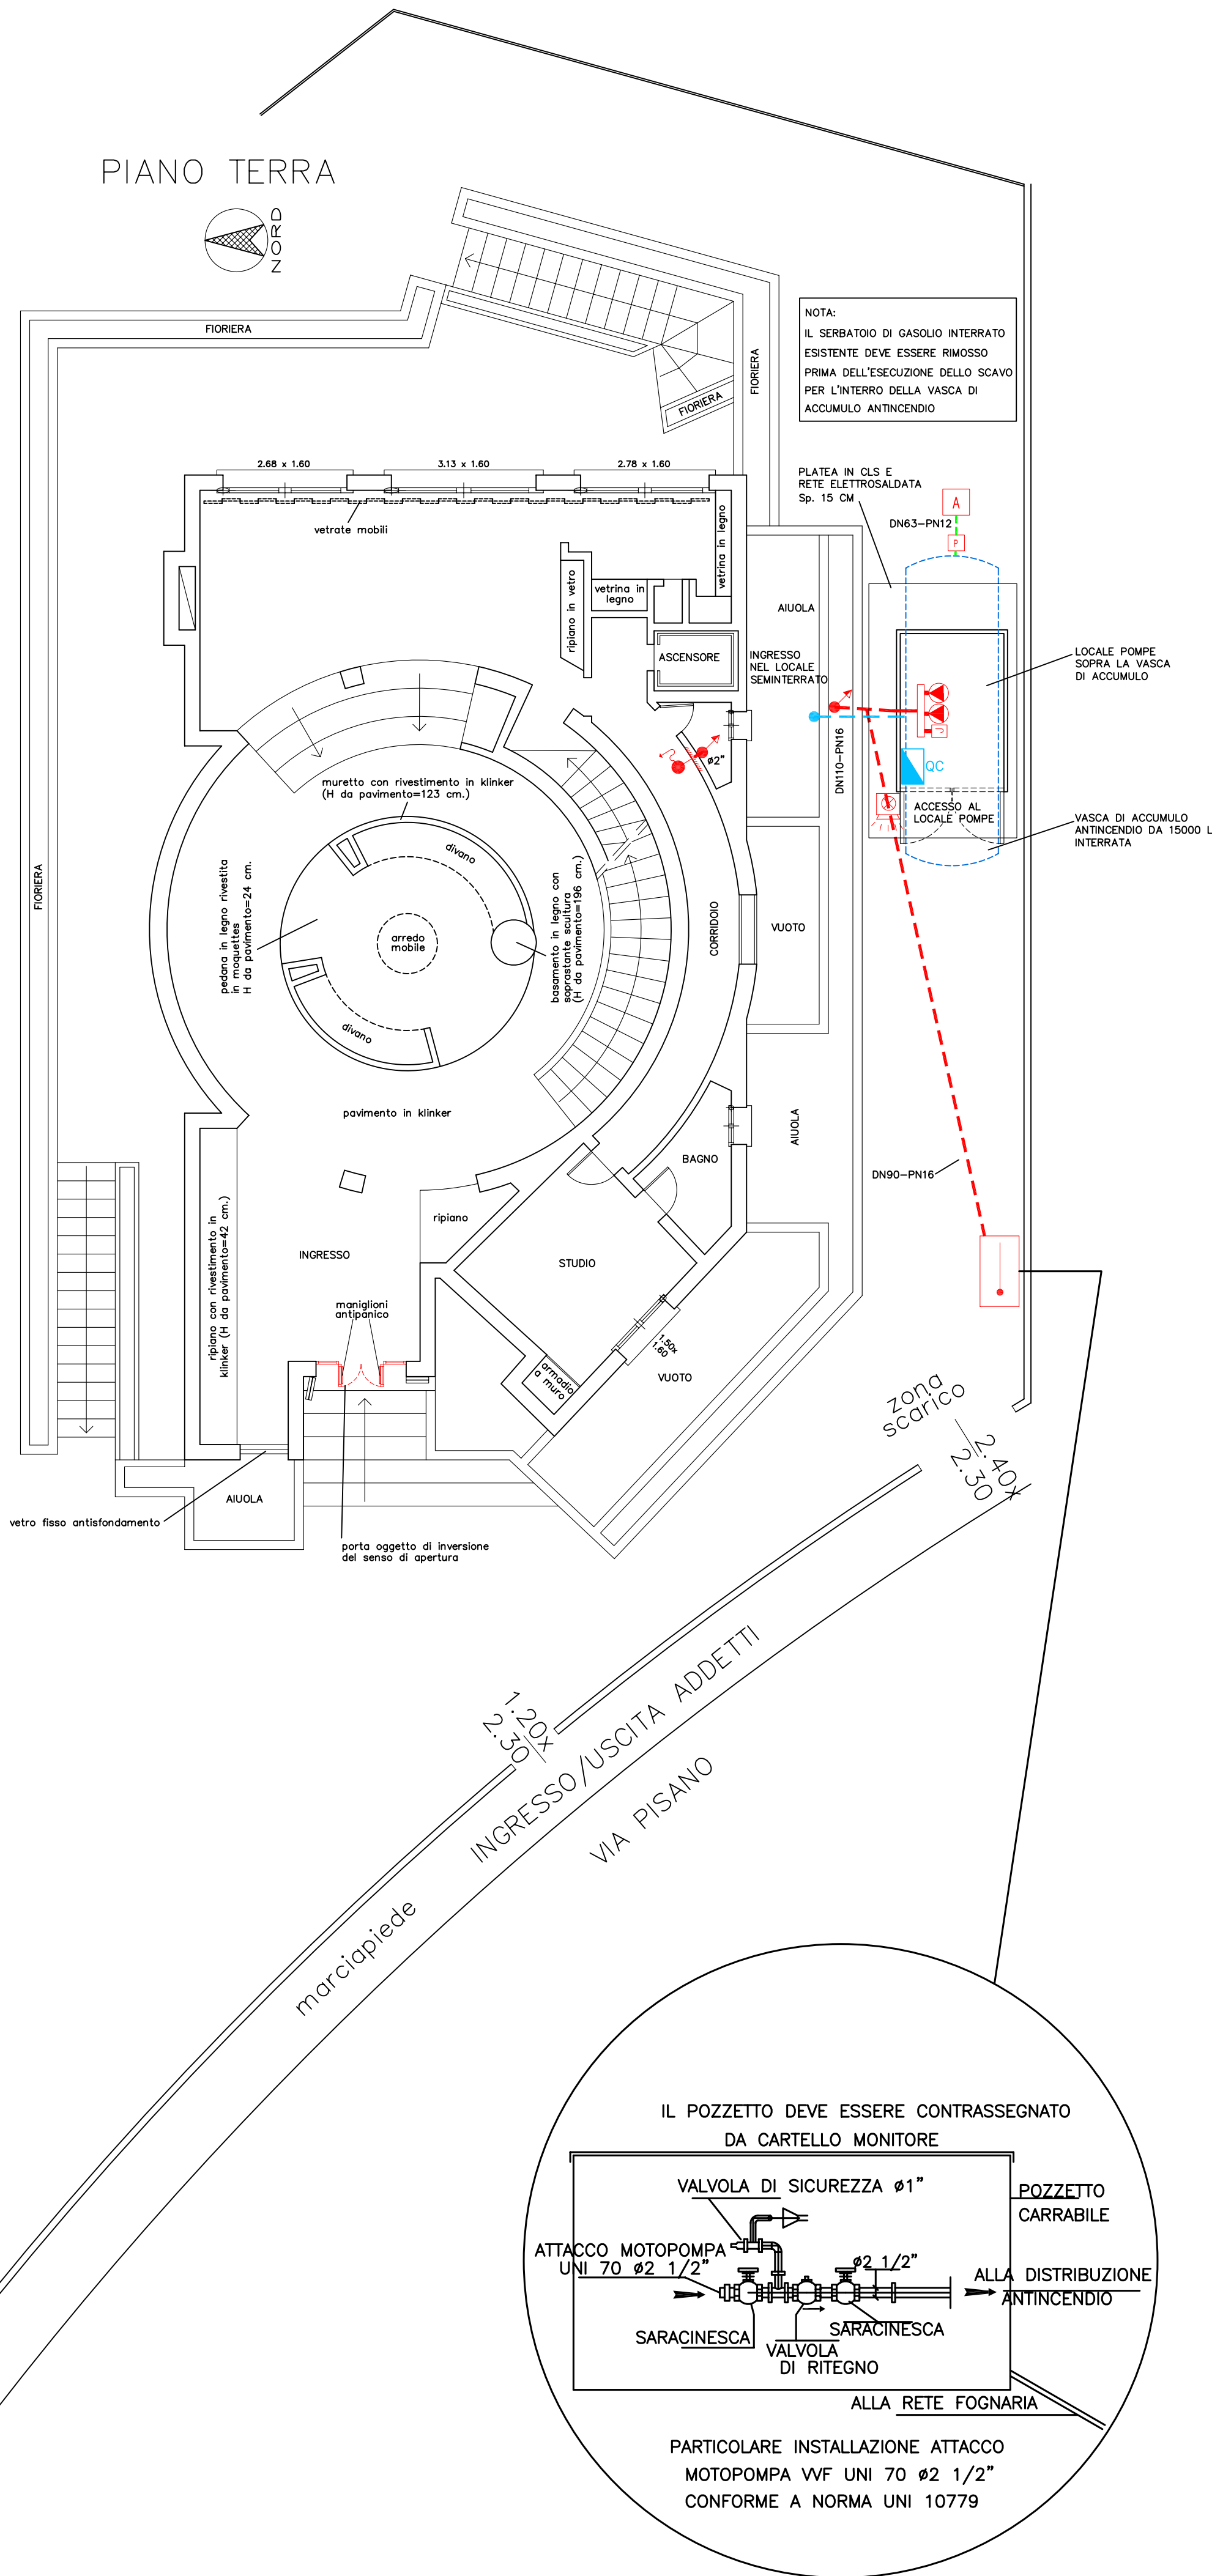 PIANO TERRA
NORD
FIORIERA
FIORIERA
FIORIERA
NOTA:
IL SERBATOIO DI GASOLIO INTERRATO
ESISTENTE DEVE ESSERE RIMOSSO
PRIMA DELL'ESECUZIONE DELLO SCAVO
PER L'INTERRO DELLA VASCA DI
ACCUMULO ANTINCENDIO
2.68 x 1.60
3.13 x 1.60
2.78 x 1.60
vetrate mobili
PLATEA IN CLS E
RETE ELETTROSALDATA
Sp. 15 CM
A
DN63-PN12
P
vetrina in legno
ripiano in vetro
vetrina in
legno
AIUOLA
ASCENSORE
INGRESSO
NEL LOCALE
SEMINTERRATO
LOCALE POMPE
SOPRA LA VASCA
DI ACCUMULO
J
ø2"
DN110-PN16
QC
ACCESSO AL
LOCALE POMPE
VASCA DI ACCUMULO
ANTINCENDIO DA 15000 L
INTERRATA
muretto con rivestimento in klinker
(H da pavimento=123 cm.)
divano
FIORIERA
pedana in legno rivestita
in moquettes
H da pavimento=24 cm.
arredo
mobile
basamento in legno con
soprastante scultura
(H da pavimento=196 cm.)
CORRIDOIO
VUOTO
divano
pavimento in klinker
AIUOLA
BAGNO
DN90-PN16
ripiano con rivestimento in
klinker (H da pavimento=42 cm.)
ripiano
INGRESSO
STUDIO
maniglioni
antipanico
1.50x
1.60
armadio
a muro
VUOTO
zona
scarico
2.40x
2.30
AIUOLA
vetro fisso antisfondamento
porta oggetto di inversione
del senso di apertura
1.20x
2.30
INGRESSO/USCITA ADDETTI
VIA PISANO
marciapiede
IL POZZETTO DEVE ESSERE CONTRASSEGNATO
DA CARTELLO MONITORE
VALVOLA DI SICUREZZA ø1"
POZZETTO
CARRABILE
ATTACCO MOTOPOMPA
UNI 70 ø2 1/2"
ø2 1/2"
ALLA DISTRIBUZIONE
ANTINCENDIO
SARACINESCA
SARACINESCA
VALVOLA
DI RITEGNO
ALLA RETE FOGNARIA
PARTICOLARE INSTALLAZIONE ATTACCO
MOTOPOMPA VVF UNI 70 ø2 1/2"
CONFORME A NORMA UNI 10779